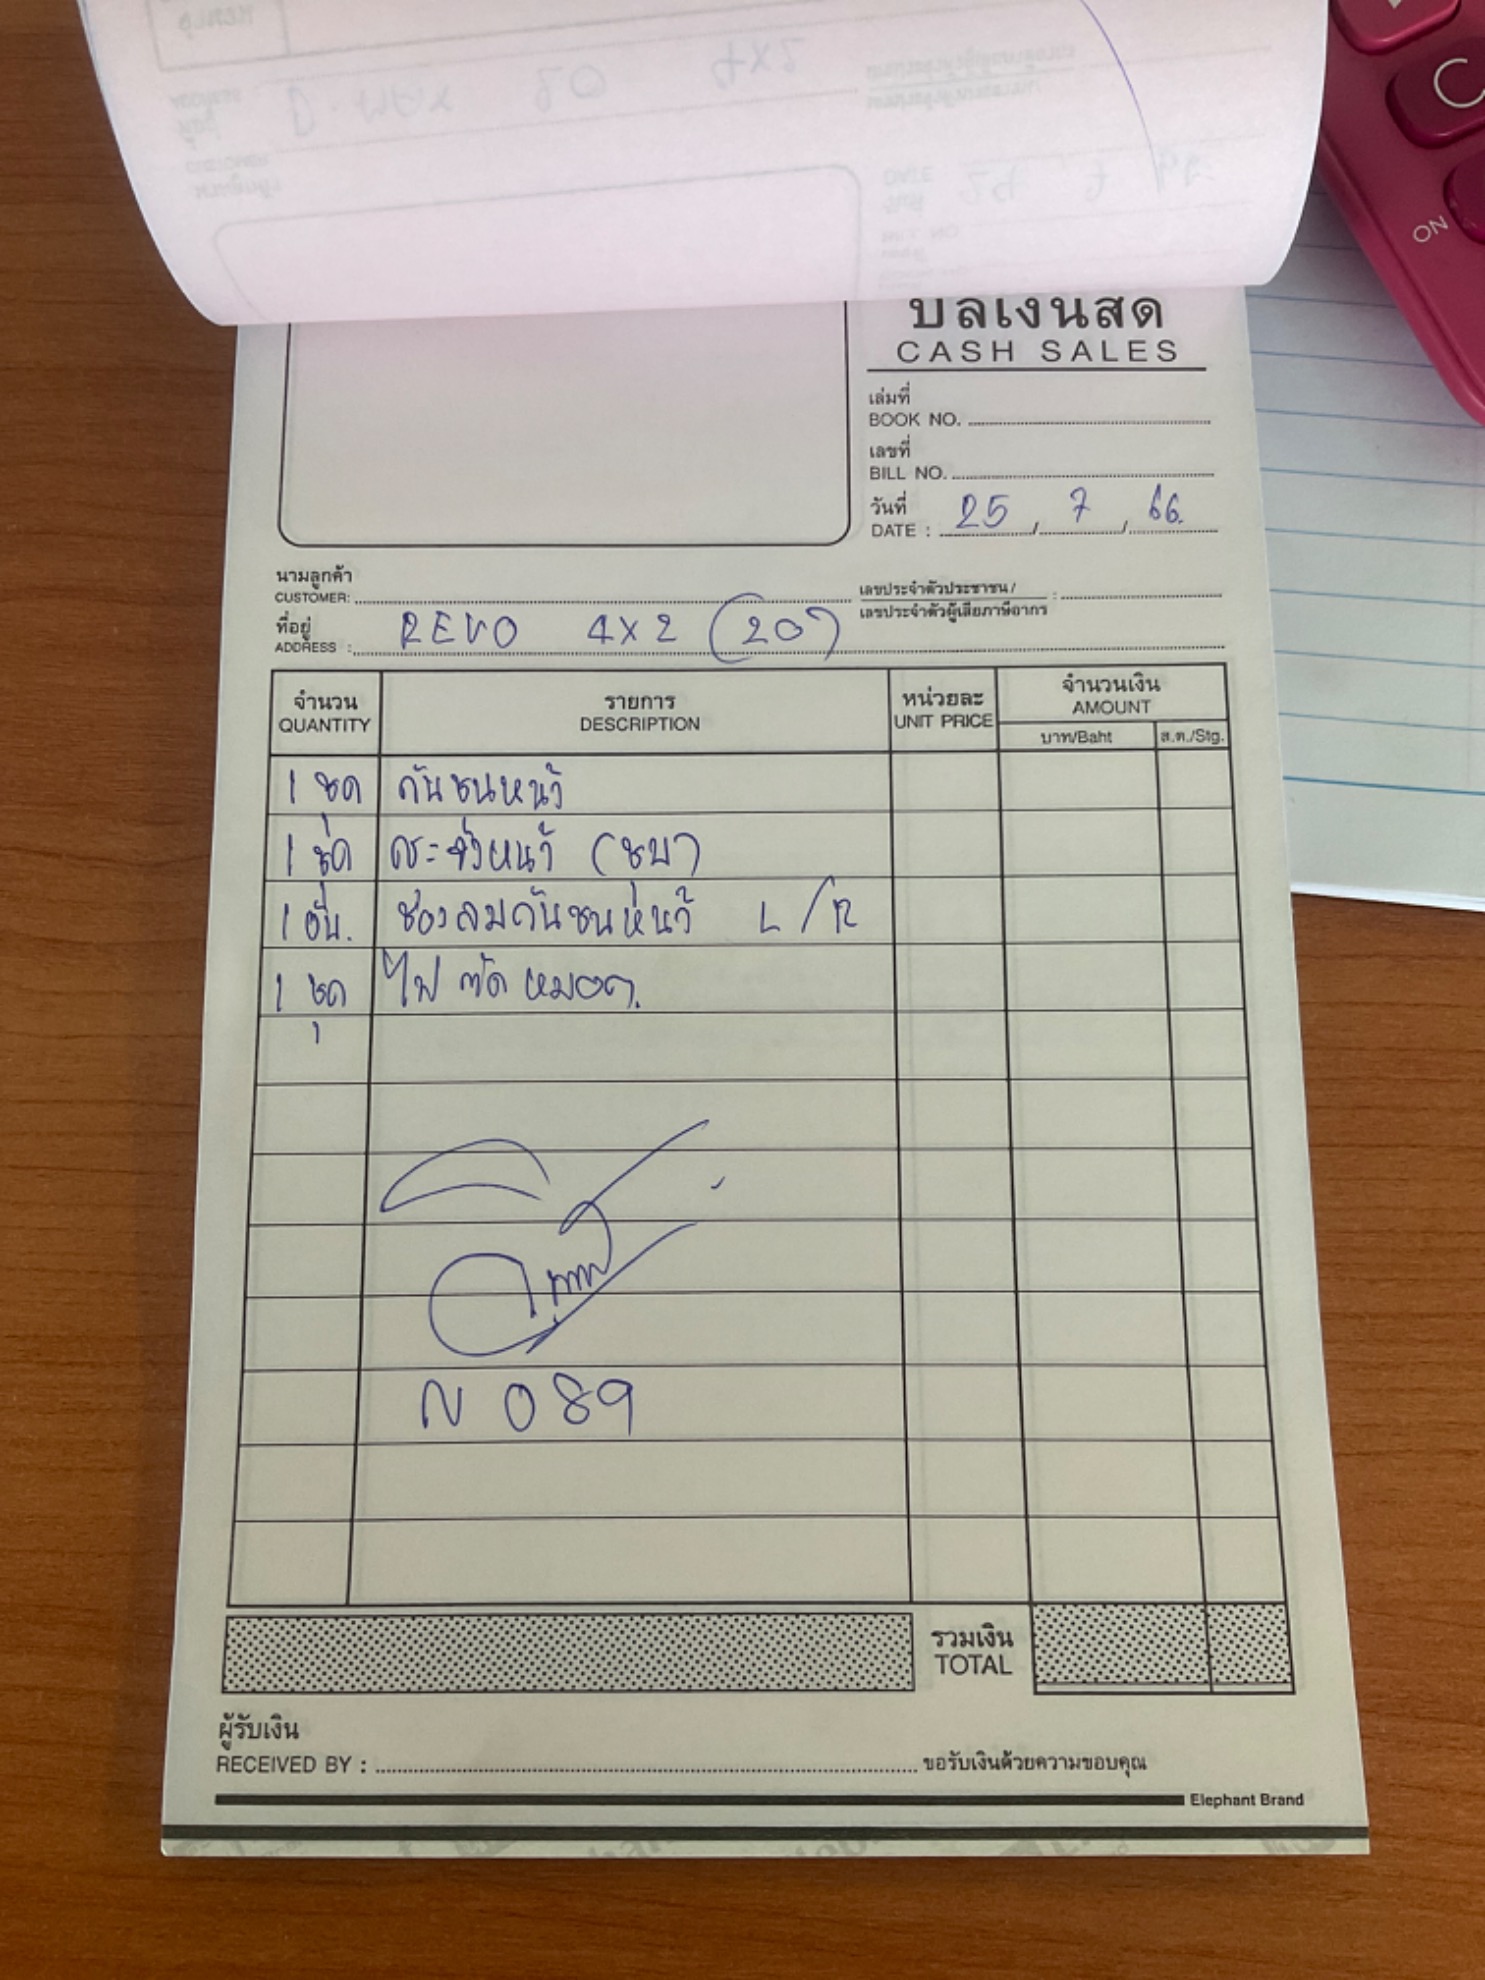 บิลเงินสด
CASH SALES
เล่มที่
BOOK NO.
เลขที่
BILL NO.
วันที่
DATE : 25 / 7 / 66.
นามลูกค้า
CUSTOMER:
เลขประจำตัวประชาชน / :
เลขประจำตัวผู้เสียภาษีอากร
ที่อยู่
ADDRESS : REVO 4X2 (20)
จำนวน รายการ หน่วยละ จำนวนเงิน
QUANTITY DESCRIPTION UNIT PRICE AMOUNT
บาท/Baht ส.ต./Stg.
1 ชุด กันชนหน้า
1 ชุด กระจังหน้า (ชุบ)
1 อัน. ช่องลมกันชนหน้า L/R
1 ชุด ไฟตัดหมอก.
N 089
รวมเงิน
TOTAL
ผู้รับเงิน
RECEIVED BY : ขอรับเงินด้วยความขอบคุณ
Elephant Brand
C
ON